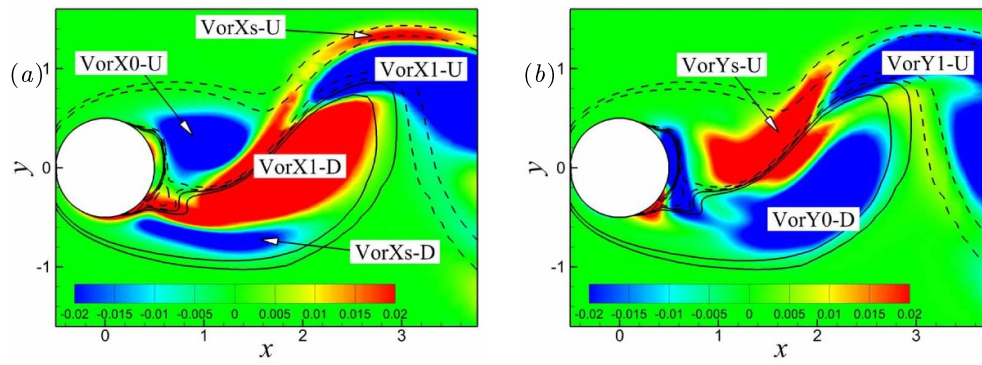 (a)
VorXs-U
VorX0-U
VorX1-U
VorX1-D
VorXs-D
y
1
0
-1
-0.02 -0.015 -0.01 -0.005 0 0.005 0.01 0.015 0.02
0 1 2 3
x
(b)
VorYs-U
VorY1-U
VorY0-D
y
1
0
-1
-0.02 -0.015 -0.01 -0.005 0 0.005 0.01 0.015 0.02
0 1 2 3
x